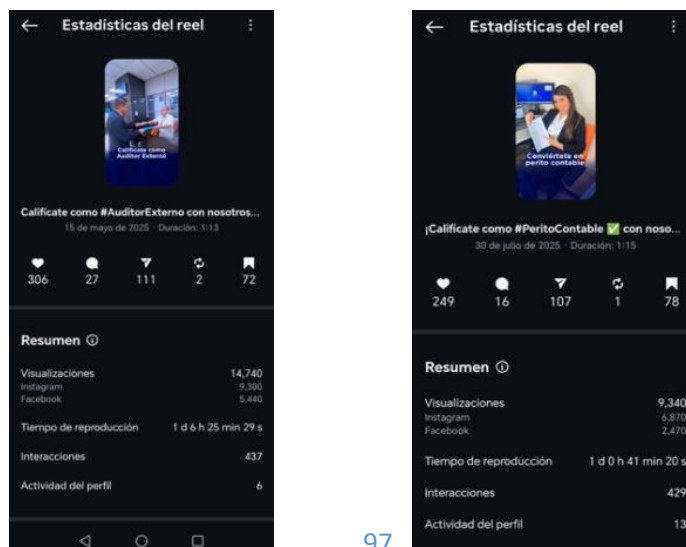 Estadísticas del reel
Calificate como
Auditor Externo
Calificate como #AuditorExterno con nosotros...
15 de mayo de 2025 · Duración: 1:13
306 27 111 2 72
Resumen
Visualizaciones 14,740
Instagram 9,300
Facebook 5,440
Tiempo de reproducción 1 d 6 h 25 min 29 s
Interacciones 437
Actividad del perfil 6
97
Estadísticas del reel
Conviértete en
perito contable
¡Calificate como #PeritoContable ✅ con noso...
30 de julio de 2025 · Duración: 1:15
249 16 107 1 78
Resumen
Visualizaciones 9,340
Instagram 6,870
Facebook 2,470
Tiempo de reproducción 1 d 0 h 41 min 20 s
Interacciones 429
Actividad del perfil 13